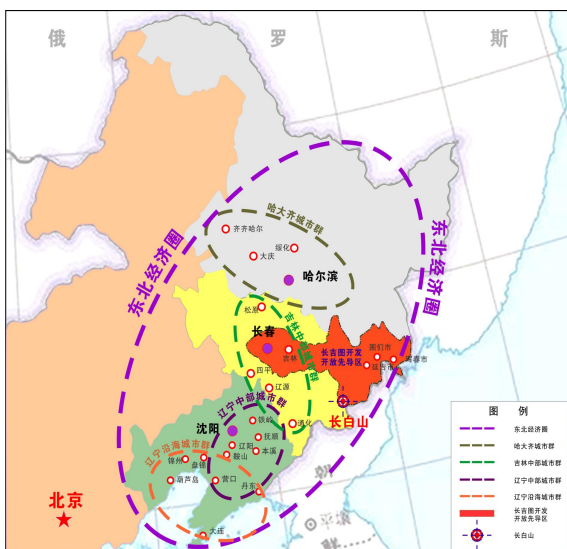 俄 罗 斯
东北经济圈
东北经济圈
哈大齐城市群
齐齐哈尔
绥化
大庆
哈尔滨
松原
长春
吉林
吉林中部城市群
长吉图开发
开放先导区
图们市
珲春市
延吉市
四平
辽源
通化
长白山
辽宁中部城市群
沈阳
铁岭
抚顺
辽阳
本溪
鞍山
辽宁沿海城市群
锦州
盘锦
葫芦岛
营口
丹东
大连
北京
朝
图 例
东北经济圈
哈大齐城市群
吉林中部城市群
辽宁中部城市群
辽宁沿海城市群
长吉图开发
开放先导区
长白山